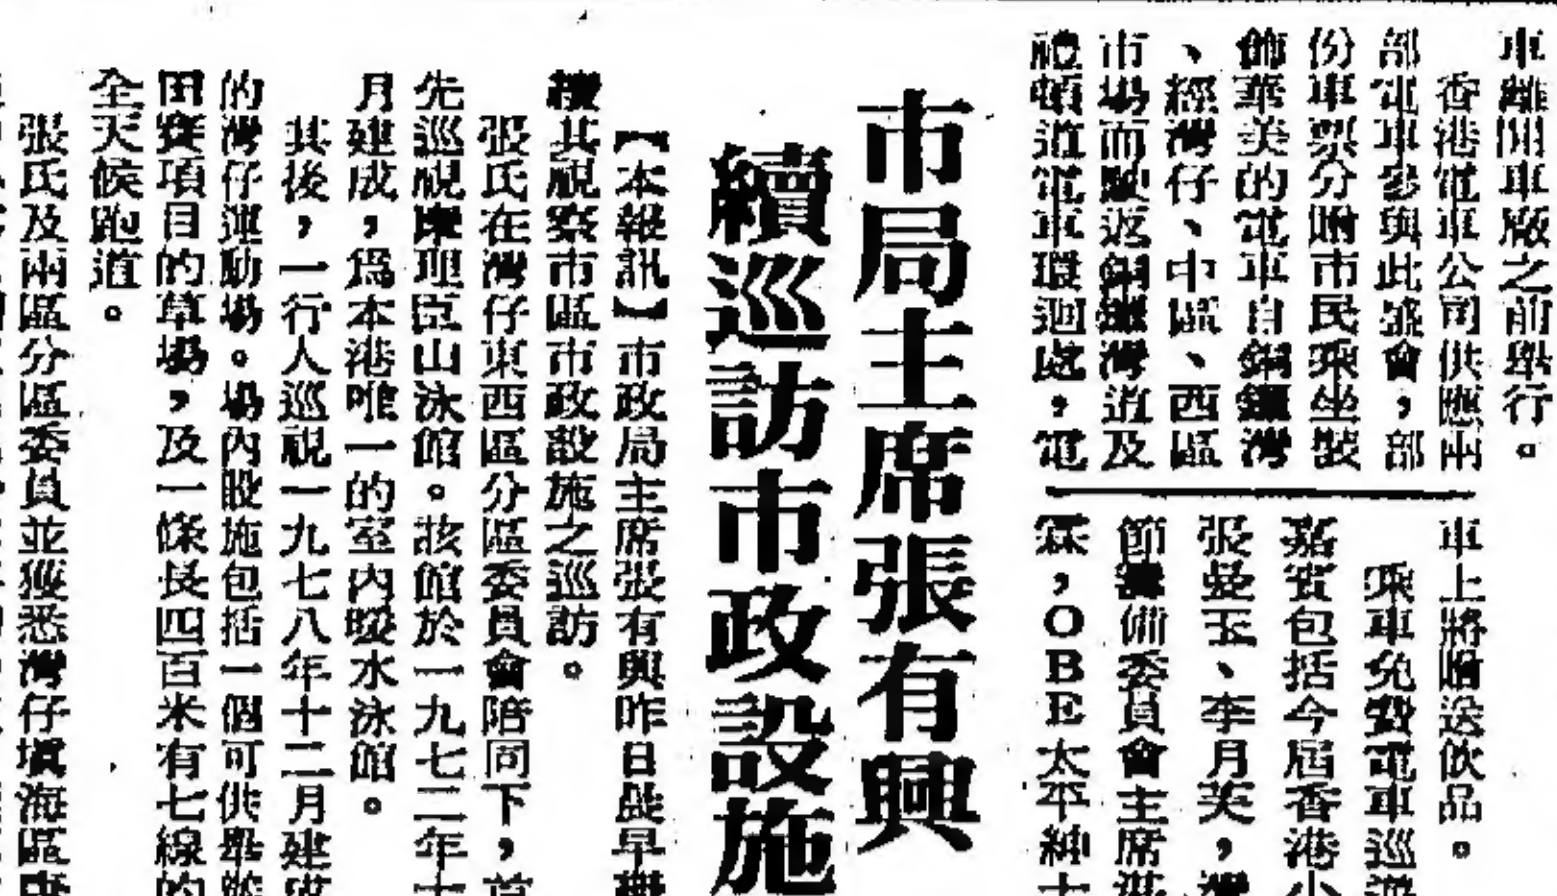 車離開車廠之前舉行。
香港電車公司供應兩
部電車參與此盛會，部
份車票分贈市民乘坐裝
飾華美的電車自銅鑼灣
、經灣仔、中區、西區
市場而駛返銅鑼灣道及
禮頓道電車環迴處，電
車上將贈送飲品。
乘車免費電車巡遊
嘉賓包括今屆香港小
張曼玉、李月英，灣
節籌備委員會主席洪
霖，OBE太平紳士
市局主席張有興
續巡訪市政設施
【本報訊】市政局主席張有興昨日趁早繼
續其視察市區市政設施之巡訪。
張氏在灣仔東西區分區委員會陪同下，首
先巡視摩理臣山泳館。該館於一九七二年十
月建成，爲本港唯一的室內暖水泳館。
其後，一行人巡視一九七八年十二月建成
的灣仔運動場。場內設施包括一個可供舉辦
田賽項目的草場，及一條長四百米有七線的
全天候跑道。
張氏及兩區分區委員並獲悉灣仔填海區康